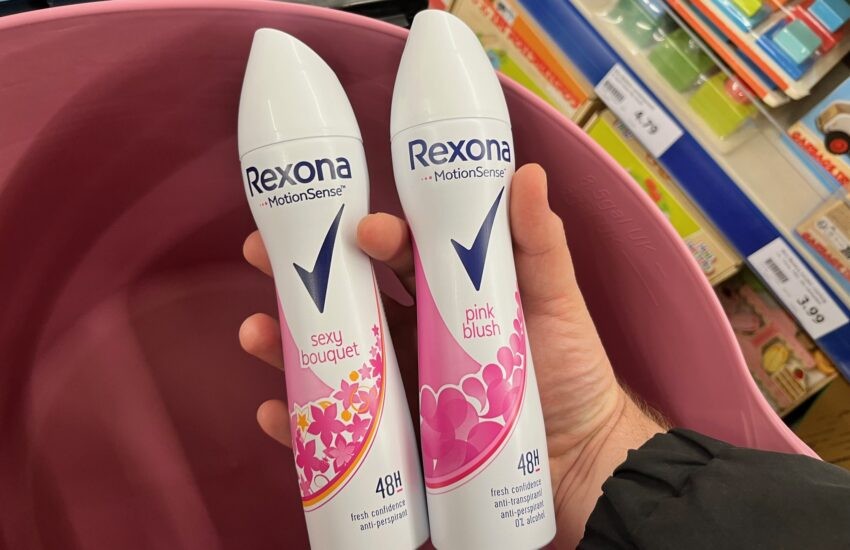 Rexona
MotionSense™
sexy
bouquet
48H
fresh confidence
anti-perspirant
Rexona
MotionSense™
pink
blush
48H
fresh confidence
anti-transpirant/
anti-perspirant
0% alcohol
4.79
3.99